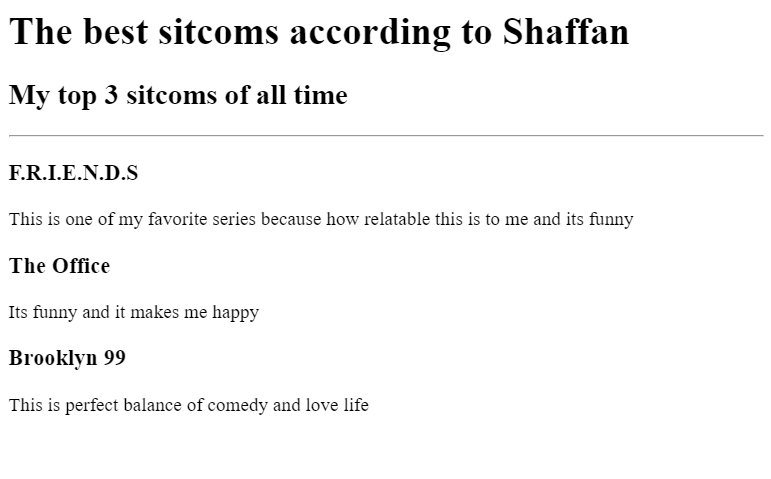 The best sitcoms according to Shaffan
My top 3 sitcoms of all time
F.R.I.E.N.D.S
This is one of my favorite series because how relatable this is to me and its funny
The Office
Its funny and it makes me happy
Brooklyn 99
This is perfect balance of comedy and love life